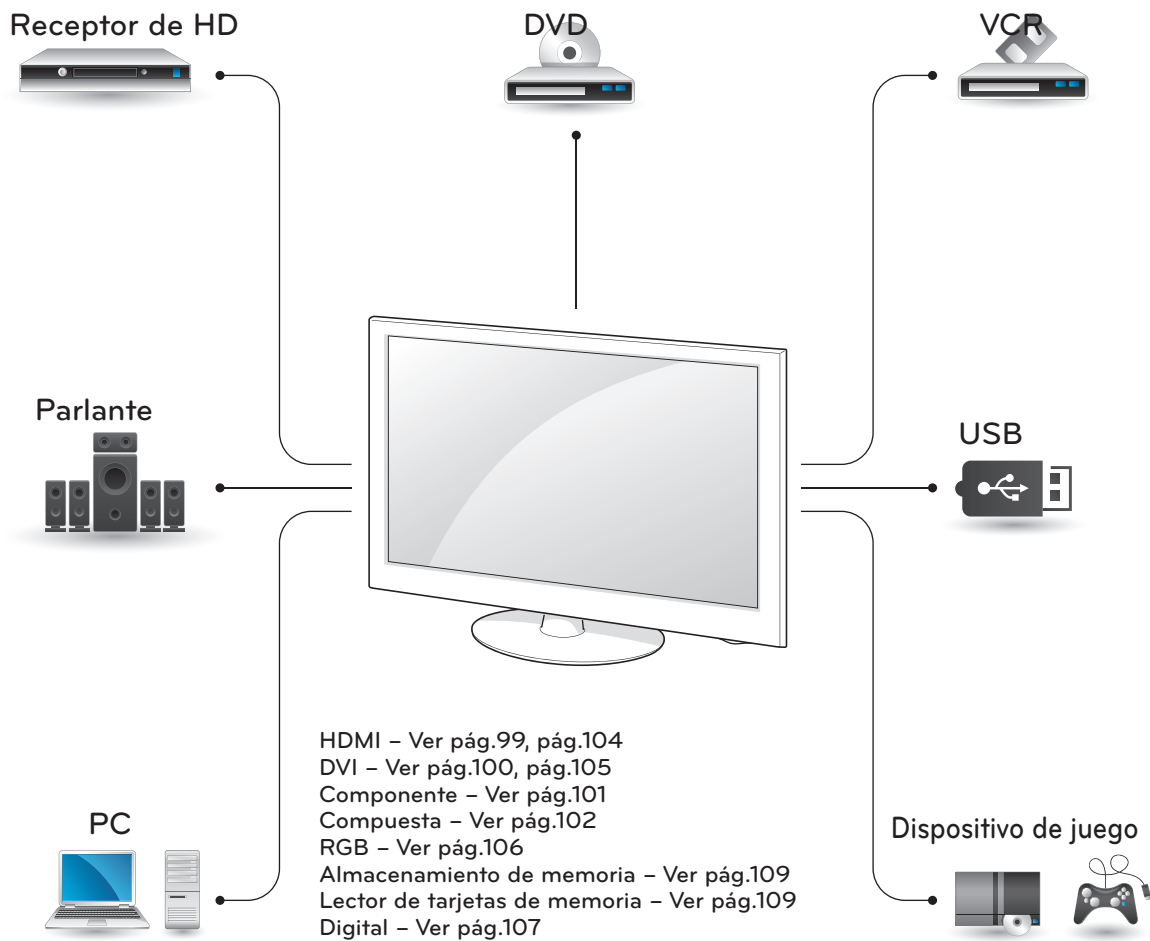 Receptor de HD
DVD
VCR
Parlante
USB
HDMI – Ver pág.99, pág.104
DVI – Ver pág.100, pág.105
Componente – Ver pág.101
Compuesta – Ver pág.102
RGB – Ver pág.106
Almacenamiento de memoria – Ver pág.109
Lector de tarjetas de memoria – Ver pág.109
Digital – Ver pág.107
PC
Dispositivo de juego